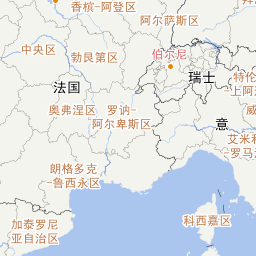 香槟-阿登区
阿尔萨斯区
中央区
勃艮第区
伯尔尼
瑞士
特伦
上阿
法国
奥弗涅区
罗讷-
阿尔卑斯区
意
艾米利
罗马
朗格多克
-鲁西永区
科西嘉区
加泰罗尼
亚自治区